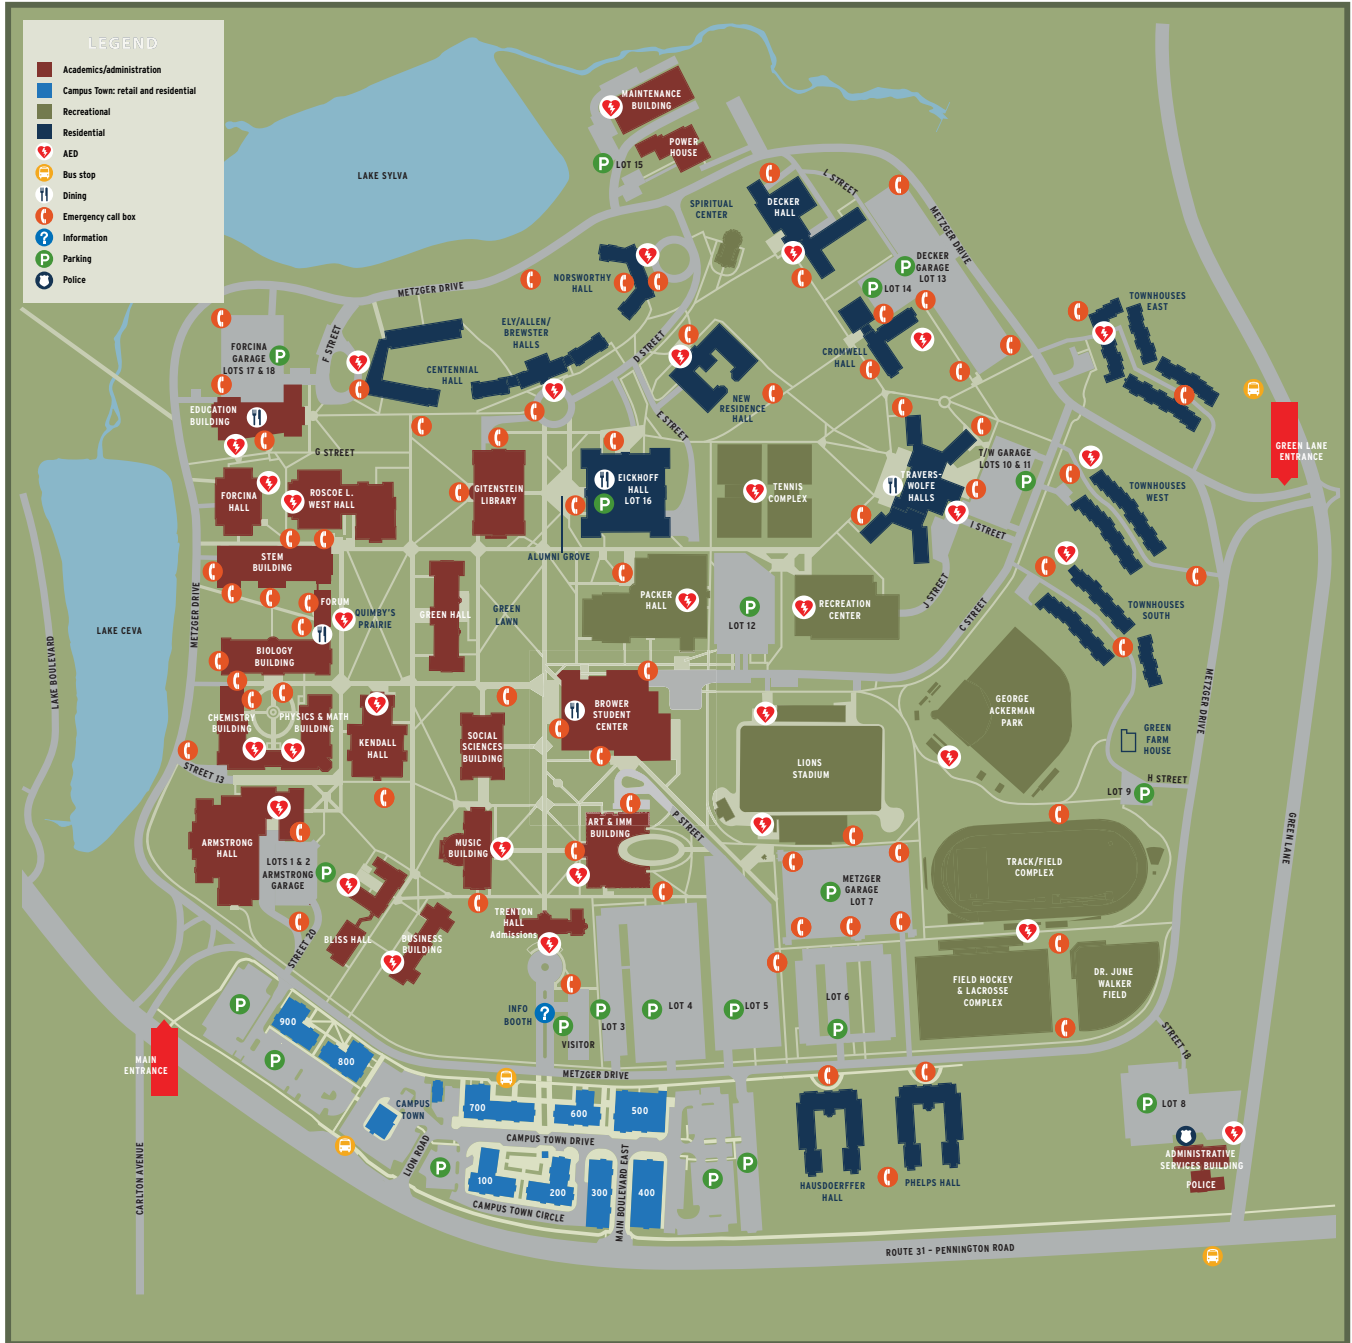 LEGEND
Academics/administration
Campus Town: retail and residential
Recreational
Residential
AED
Bus stop
Dining
Emergency call box
Information
Parking
Police
MAINTENANCE
BUILDING
POWER
HOUSE
LOT 15
LAKE SYLVA
SPIRITUAL
CENTER
DECKER
HALL
L STREET
METZGER DRIVE
DECKER
GARAGE
LOT 13
LOT 14
NORSWORTHY
HALL
METZGER DRIVE
ELY/ALLEN/
BREWSTER
HALLS
D STREET
CENTENNIAL
HALL
F STREET
FORCINA
GARAGE
LOTS 17 & 18
CROMWELL
HALL
NEW
RESIDENCE
HALL
E STREET
TOWNHOUSES
EAST
GREEN LANE
ENTRANCE
EDUCATION
BUILDING
G STREET
FORCINA
HALL
ROSCOE L.
WEST HALL
GITENSTEIN
LIBRARY
EICKHOFF
HALL
LOT 16
ALUMNI GROVE
TENNIS
COMPLEX
TRAVERS-
WOLFE
HALLS
T/W GARAGE
LOTS 10 & 11
I STREET
TOWNHOUSES
WEST
STEM
BUILDING
FORUM
QUIMBY'S
PRAIRIE
GREEN HALL
GREEN
LAWN
PACKER
HALL
LOT 12
RECREATION
CENTER
J STREET
C STREET
TOWNHOUSES
SOUTH
METZGER DRIVE
LAKE CEVA
LAKE BOULEVARD
BIOLOGY
BUILDING
CHEMISTRY
BUILDING
PHYSICS & MATH
BUILDING
KENDALL
HALL
SOCIAL
SCIENCES
BUILDING
BROWER
STUDENT
CENTER
LIONS
STADIUM
GEORGE
ACKERMAN
PARK
GREEN
FARM
HOUSE
METZGER DRIVE
H STREET
LOT 9
STREET 13
ARMSTRONG
HALL
LOTS 1 & 2
ARMSTRONG
GARAGE
MUSIC
BUILDING
ART & IMM
BUILDING
P STREET
METZGER
GARAGE
LOT 7
TRACK/FIELD
COMPLEX
GREEN LANE
BLISS HALL
BUSINESS
BUILDING
STREET 20
TRENTON
HALL
Admissions
INFO
BOOTH
VISITOR
LOT 3
LOT 4
LOT 5
LOT 6
FIELD HOCKEY
& LACROSSE
COMPLEX
DR. JUNE
WALKER
FIELD
STREET 18
METZGER DRIVE
MAIN
ENTRANCE
900
800
CAMPUS
TOWN
700
600
500
CAMPUS TOWN DRIVE
LION ROAD
100
200
300
400
CAMPUS TOWN CIRCLE
MAIN BOULEVARD EAST
CARLTON AVENUE
HAUSDOERFFER
HALL
PHELPS HALL
LOT 8
ADMINISTRATIVE
SERVICES BUILDING
POLICE
ROUTE 31 - PENNINGTON ROAD